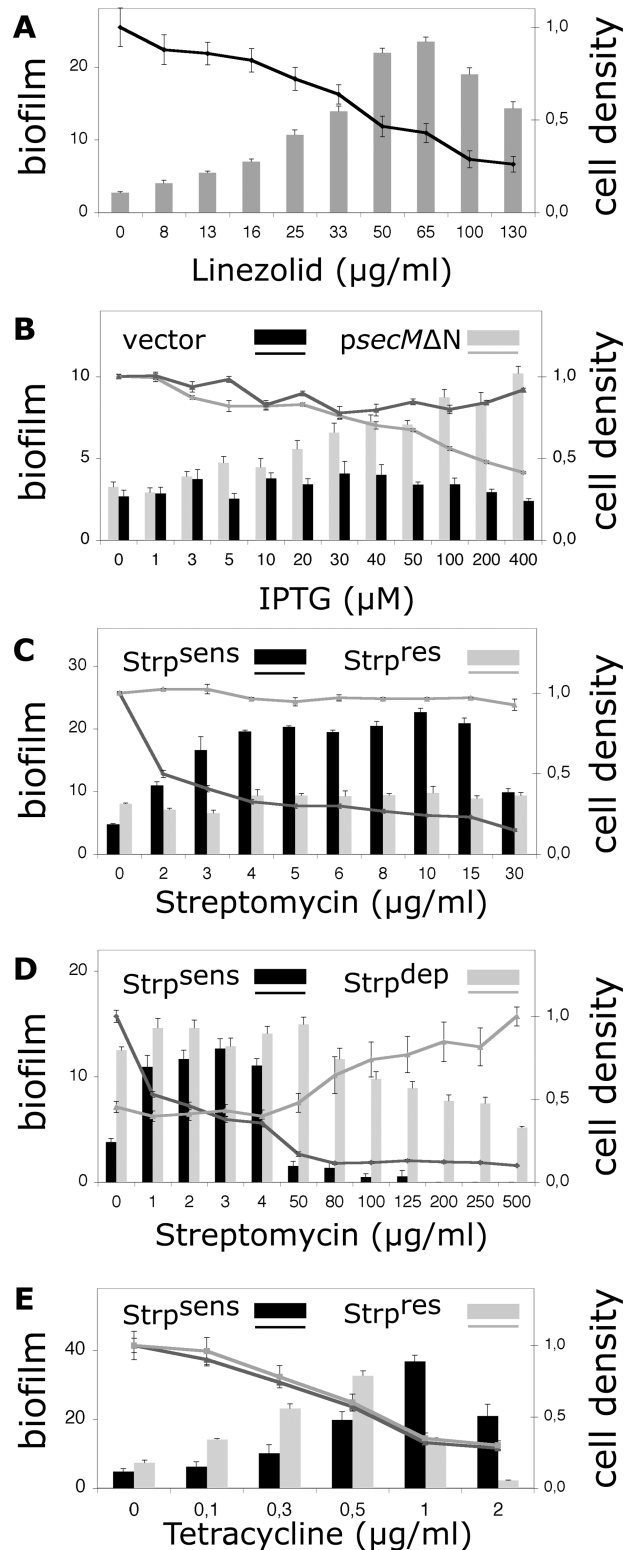 A
biofilm
20
10
0
1,0
0,5
0,0
cell density
0 8 13 16 25 33 50 65 100 130
Linezolid (µg/ml)
B
vector
psecMΔN
biofilm
10
5
0
1,0
0,5
0,0
cell density
0 1 3 5 10 20 30 40 50 100 200 400
IPTG (µM)
C
Strp sens
Strp res
biofilm
30
20
10
0
1,0
0,5
0,0
cell density
0 2 3 4 5 6 8 10 15 30
Streptomycin (µg/ml)
D
Strp sens
Strp dep
biofilm
20
10
0
1,0
0,5
0,0
cell density
0 1 2 3 4 50 80 100 125 200 250 500
Streptomycin (µg/ml)
E
Strp sens
Strp res
biofilm
40
20
0
1,0
0,5
0,0
cell density
0 0,1 0,3 0,5 1 2
Tetracycline (µg/ml)